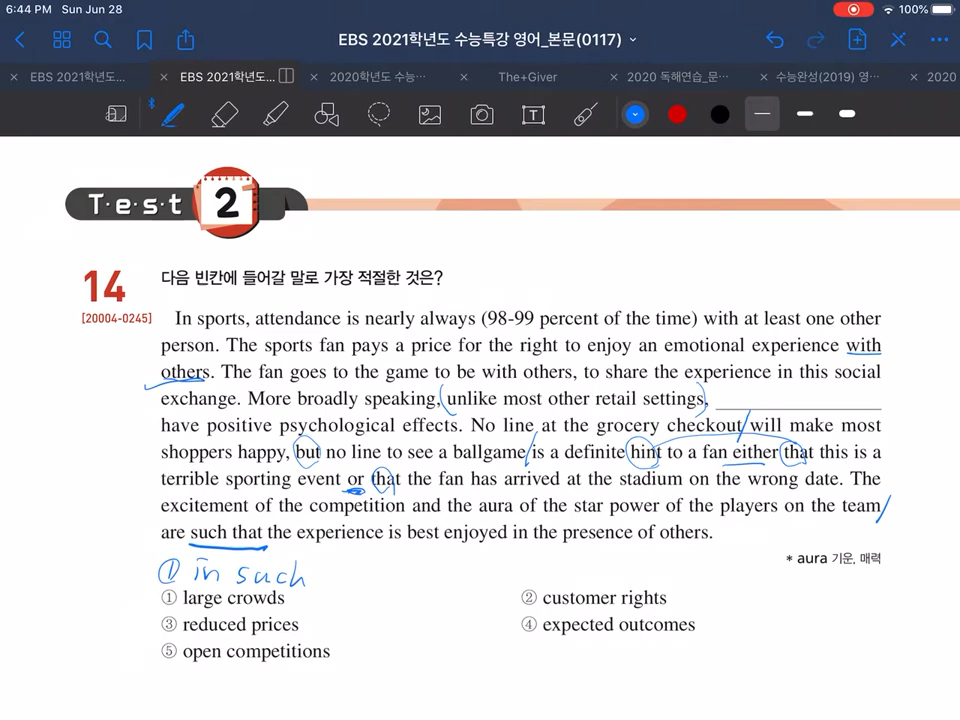 6:44 PM Sun Jun 28 100%
EBS 2021학년도 수능특강 영어_본문(0117)
EBS 2021학년도... EBS 2021학년도... 2020학년도 수능... The+Giver 2020 독해연습_문... 수능완성(2019) 영... 2020
T·e·s·t 2
14 다음 빈칸에 들어갈 말로 가장 적절한 것은?
[20004-0245] In sports, attendance is nearly always (98-99 percent of the time) with at least one other
person. The sports fan pays a price for the right to enjoy an emotional experience with
others. The fan goes to the game to be with others, to share the experience in this social
exchange. More broadly speaking, unlike most other retail settings, ____________
have positive psychological effects. No line at the grocery checkout will make most
shoppers happy, but no line to see a ballgame is a definite hint to a fan either that this is a
terrible sporting event or that the fan has arrived at the stadium on the wrong date. The
excitement of the competition and the aura of the star power of the players on the team
are such that the experience is best enjoyed in the presence of others.
* aura 기운, 매력
① in such
① large crowds ② customer rights
③ reduced prices ④ expected outcomes
⑤ open competitions